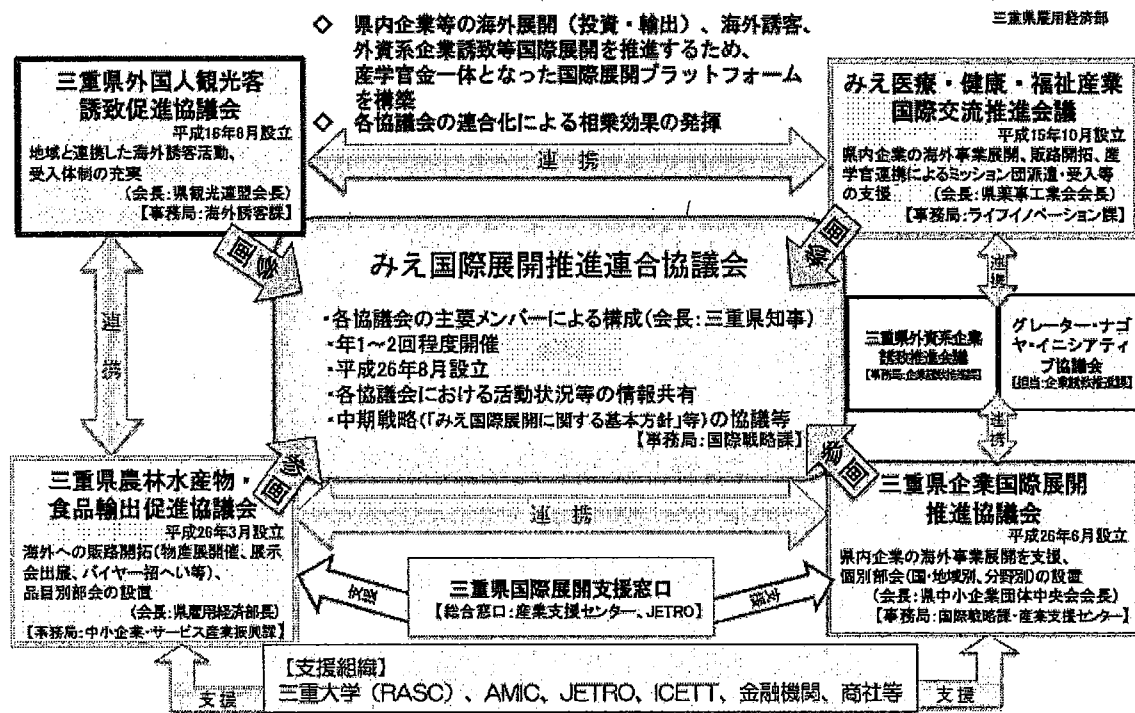 三重県雇用経済部
◇ 県内企業等の海外展開（投資・輸出）、海外誘客、
外資系企業誘致等国際展開を推進するため、
産学官金一体となった国際展開プラットフォーム
を構築
◇ 各協議会の連合化による相乗効果の発揮
三重県外国人観光客
誘致促進協議会
平成16年8月設立
地域と連携した海外誘客活動、
受入体制の充実
(会長:県観光連盟会長)
【事務局:海外誘客課】
連携
みえ医療・健康・福祉産業
国際交流推進会議
平成15年10月設立
県内企業の海外事業展開、販路開拓、産
学官連携によるミッション団派遣・受入等
の支援 (会長:県薬事工業会会長)
【事務局:ライフイノベーション課】
参画
参画
連携
連携
みえ国際展開推進連合協議会
・各協議会の主要メンバーによる構成(会長:三重県知事)
・年1～2回程度開催
・平成26年8月設立
・各協議会における活動状況等の情報共有
・中期戦略(「みえ国際展開に関する基本方針」等)の協議等
【事務局:国際戦略課】
三重県外資系企業
誘致推進会議
【事務局:企業誘致推進課】
グレーター・ナゴ
ヤ・イニシアティ
ブ協議会
【担当:企業誘致推進課】
連携
参画
参画
三重県農林水産物・
食品輸出促進協議会
平成26年3月設立
海外への販路開拓(物産展開催、展示
会出展、バイヤー招へい等)、
品目別部会の設置
(会長:県雇用経済部長)
【事務局:中小企業・サービス産業振興課】
連携
三重県企業国際展開
推進協議会
平成26年6月設立
県内企業の海外事業展開を支援、
個別部会(国・地域別、分野別)の設置
(会長:県中小企業団体中央会会長)
【事務局:国際戦略課・産業支援センター】
支援
三重県国際展開支援窓口
【総合窓口:産業支援センター、JETRO】
支援
【支援組織】
三重大学（RASC）、AMIC、JETRO、ICETT、金融機関、商社等
支援
支援